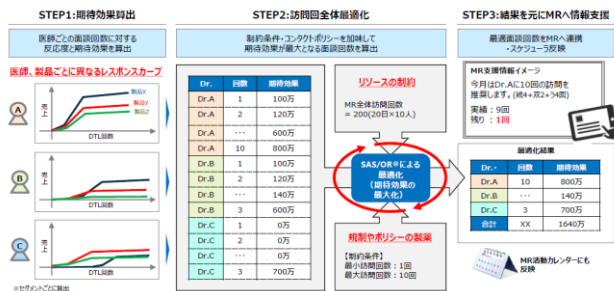 STEP1:期待効果算出
医師ごとの面談回数に対する
反応度と期待効果を算出
医師、製品ごとに異なるレスポンスカーブ
A
売上
製品X
製品Y
製品Z
DTL回数
B
売上
DTL回数
C
売上
DTL回数
※セグメントごとに算出
STEP2:訪問回全体最適化
制約条件・コンタクトポリシーを加味して
期待効果が最大となる面談回数を算出
Dr. 回数 期待効果
Dr.A 1 100万
Dr.A 2 120万
Dr.A ... 600万
Dr.A 10 800万
Dr.B 1 100万
Dr.B 2 120万
Dr.B ... 140万
Dr.B 3 600万
Dr.C 1 0万
Dr.C 2 0万
Dr.C ... 0万
Dr.C 3 700万
リソースの制約
MR全体訪問回数
= 200(20日×10人)
SAS/OR®による
最適化
(期待効果の
最大化)
規制やポリシーの製薬
【制約条件】
最小訪問回数:1回
最大訪問回数:10回
STEP3:結果を元にMRへ情報支援
最適面談回数をMRへ連携
・スケジューラ反映
MR支援情報イメージ
今月はDr.Aに10回の訪問を
推奨します。
実績:9回
残り:1回
最適化結果
Dr.・ 回数 期待効果
Dr.A 10 800万
Dr.B ... 140万
Dr.C 3 700万
合計 XX 1640万
MR活動カレンダーにも
反映